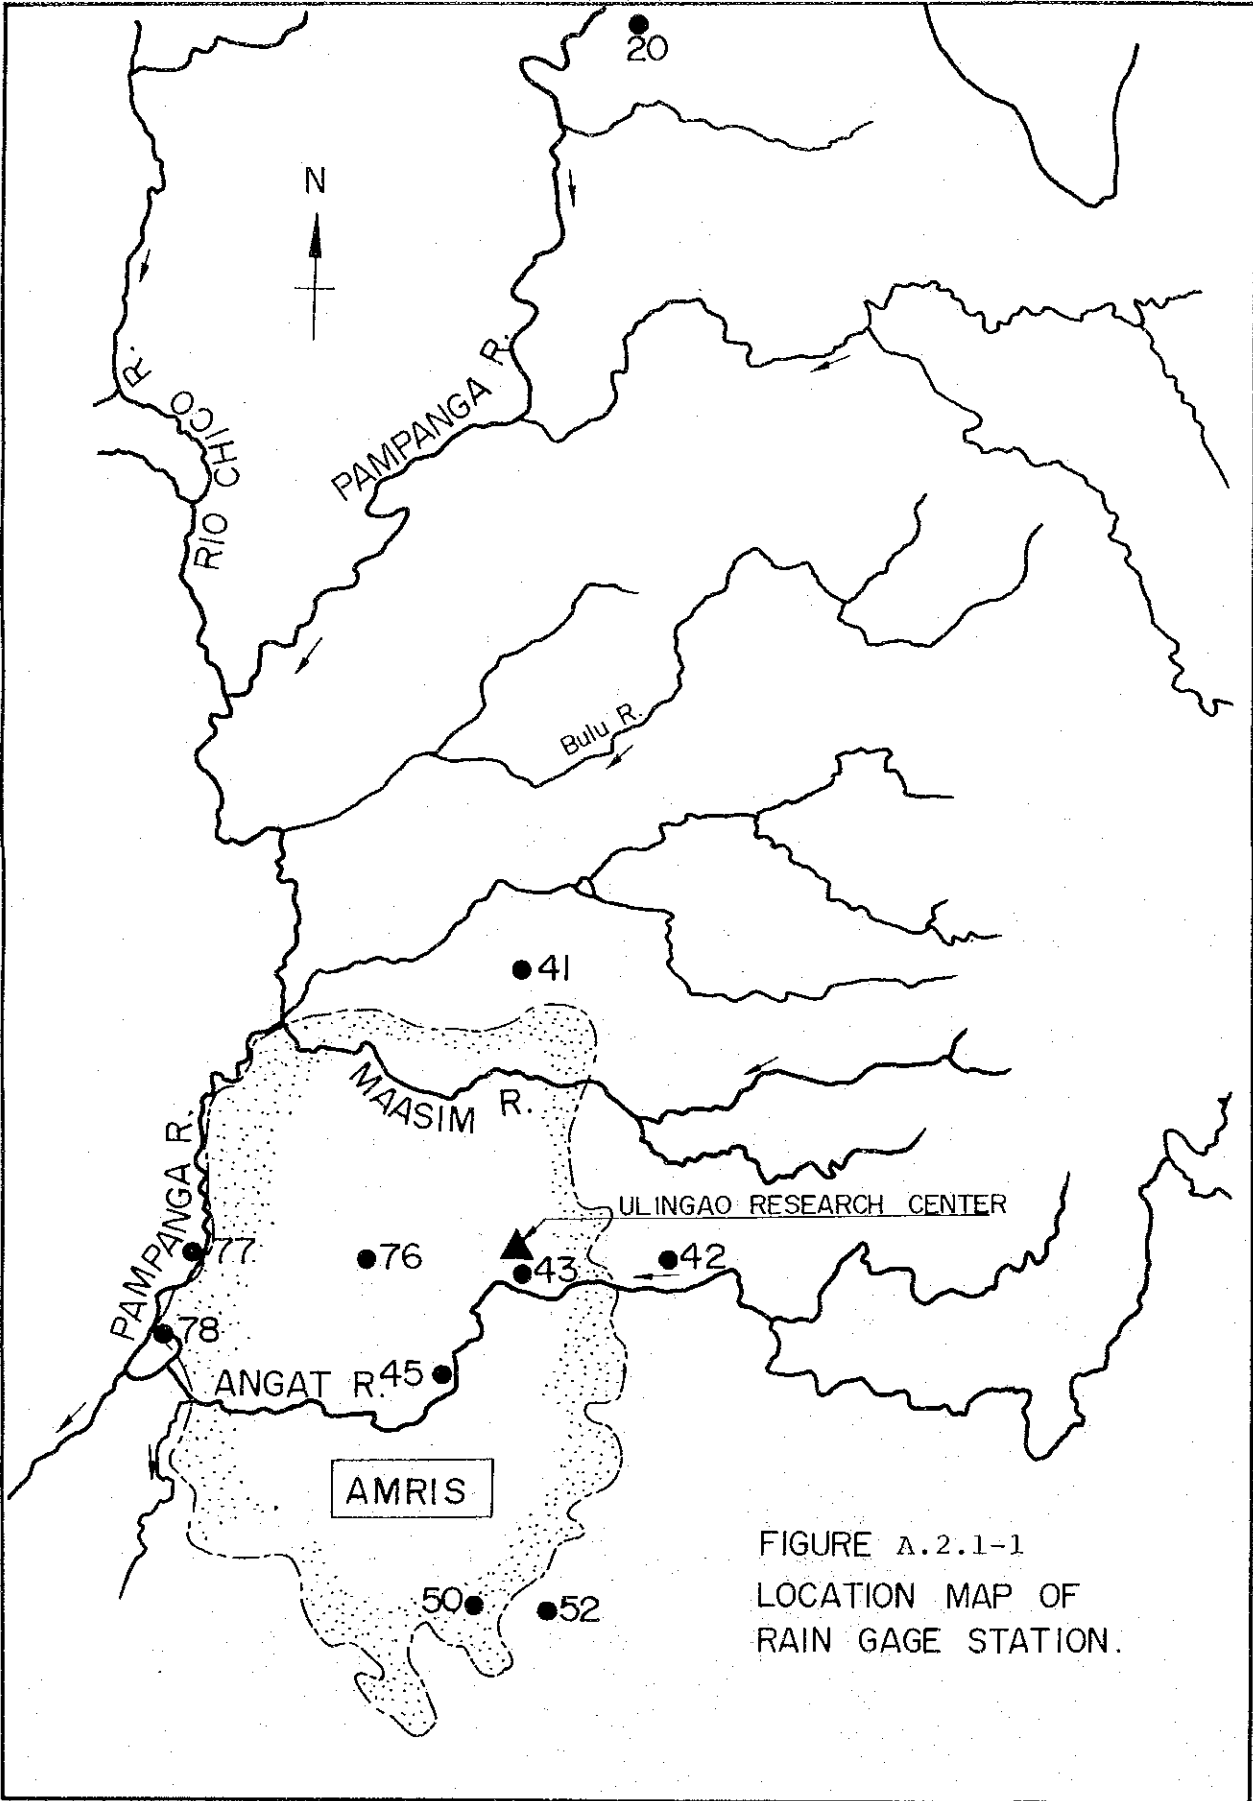 20
N
RIO CHICO R.
PAMPANGA R.
Bulu R.
41
MAASIM R.
PAMPANGA R.
ULINGAO RESEARCH CENTER
77
76
43
42
78
ANGAT R.
45
AMRIS
50
52
FIGURE A.2.1-1
LOCATION MAP OF
RAIN GAGE STATION.